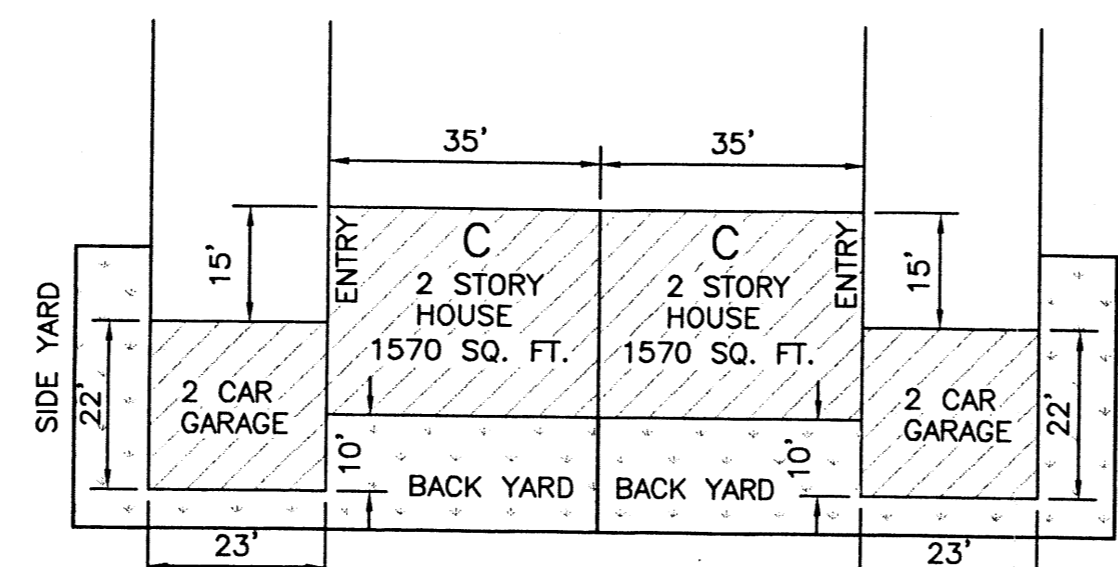 35'
35'
15'
ENTRY
C
2 STORY
HOUSE
1570 SQ. FT.
C
2 STORY
HOUSE
1570 SQ. FT.
ENTRY
15'
SIDE YARD
22'
2 CAR
GARAGE
10'
BACK YARD
BACK YARD
10'
2 CAR
GARAGE
22'
23'
23'